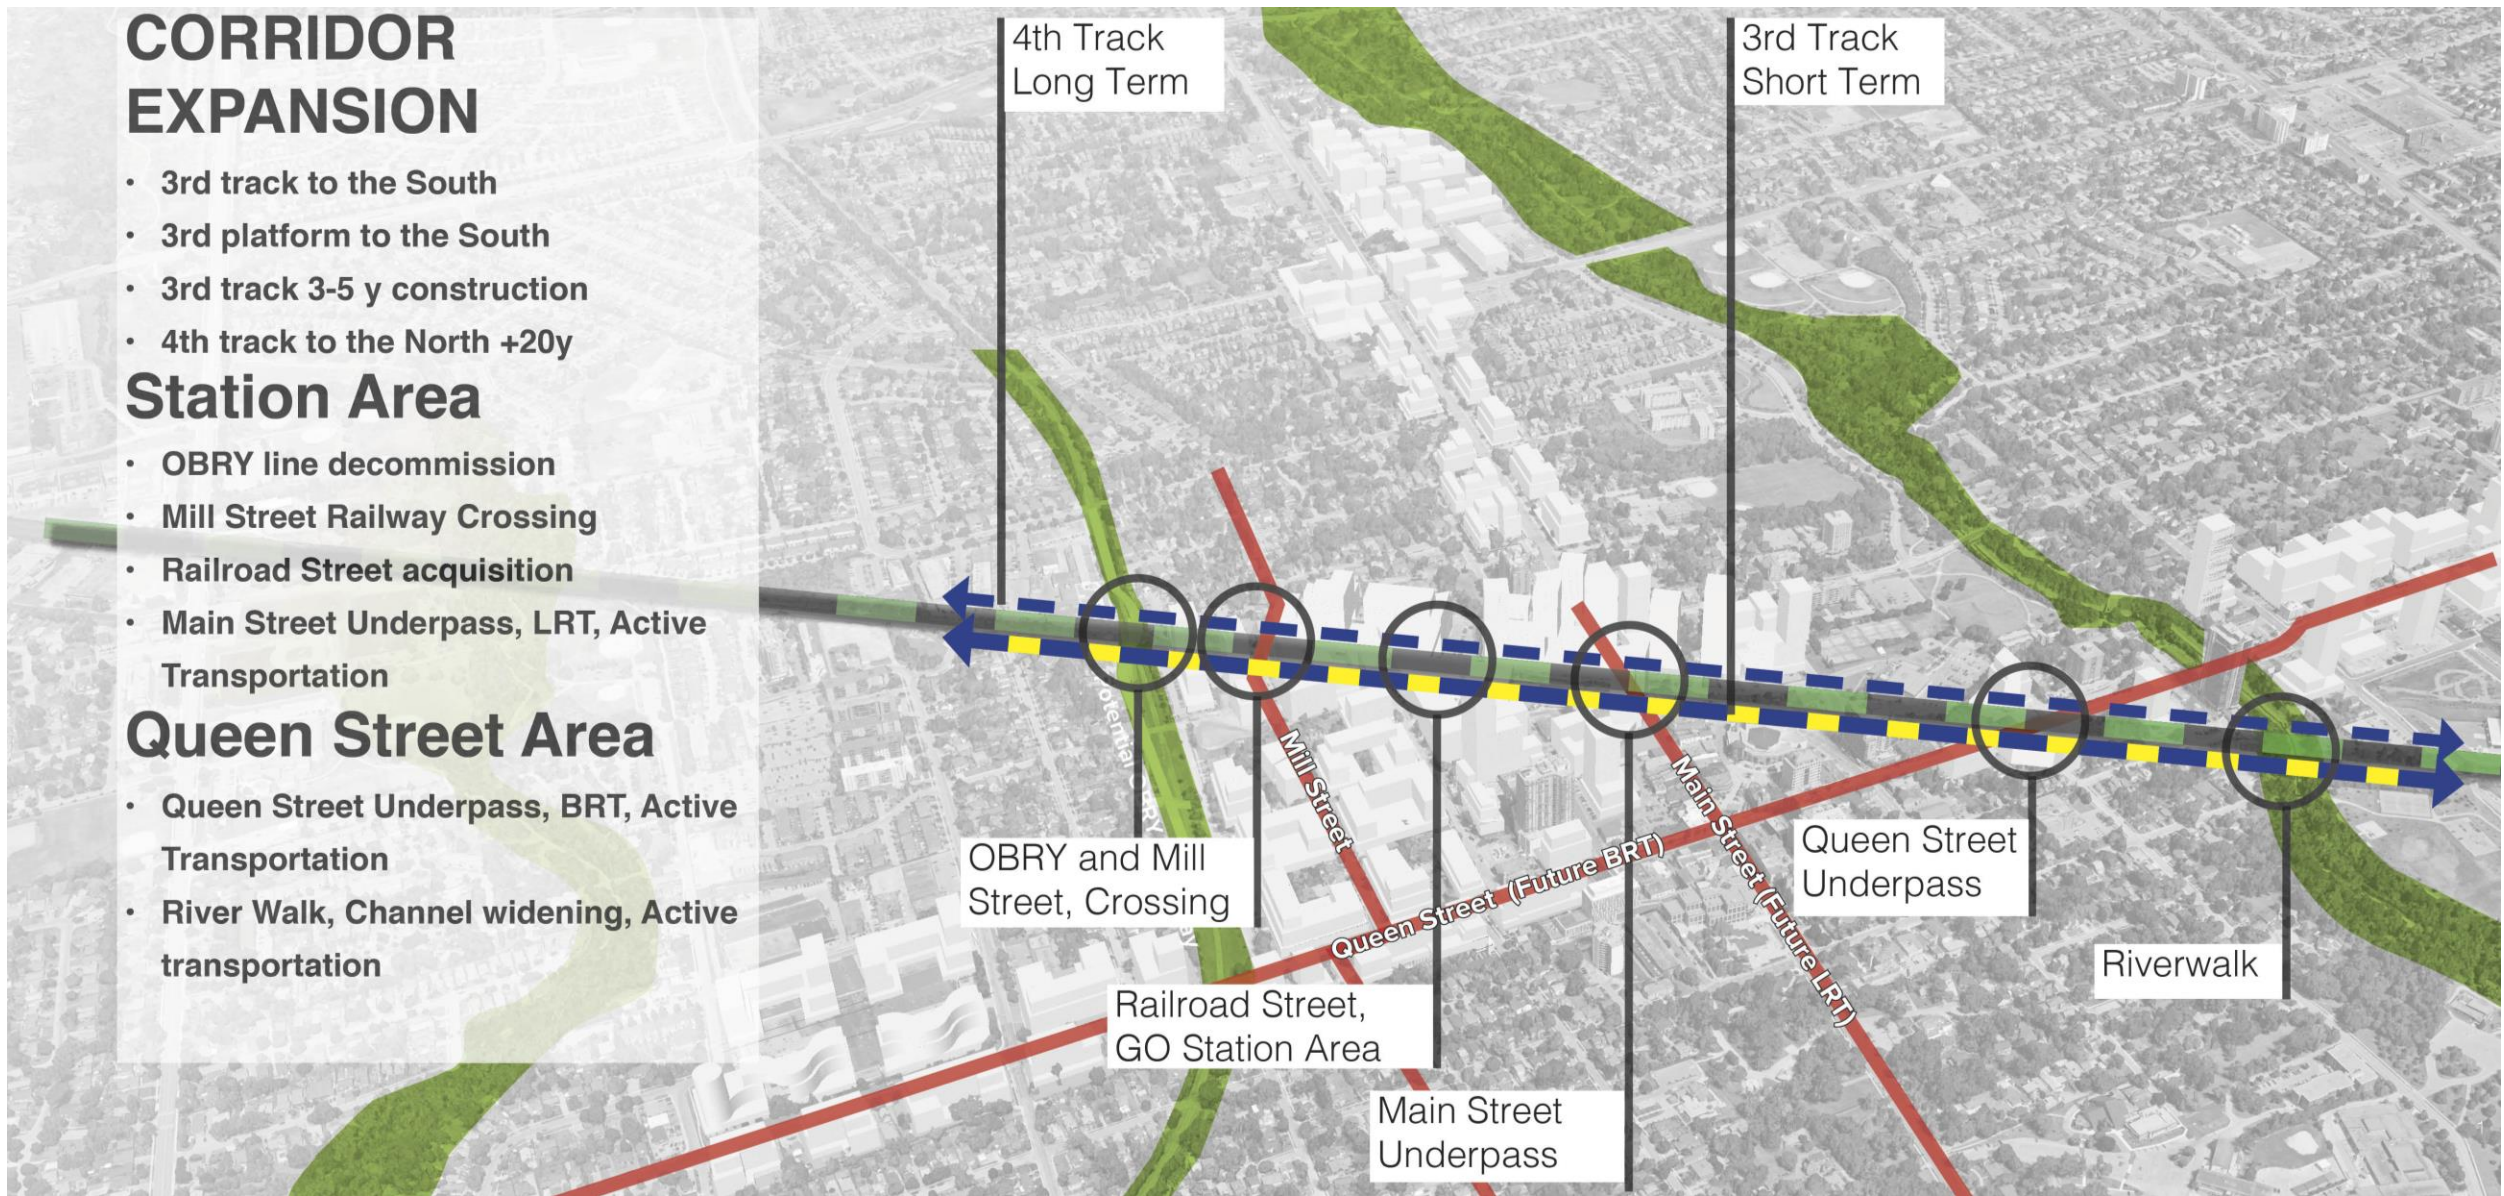 CORRIDOR
EXPANSION
• 3rd track to the South
• 3rd platform to the South
• 3rd track 3-5 y construction
• 4th track to the North +20y
Station Area
• OBRY line decommission
• Mill Street Railway Crossing
• Railroad Street acquisition
• Main Street Underpass, LRT, Active
Transportation
Queen Street Area
• Queen Street Underpass, BRT, Active
Transportation
• River Walk, Channel widening, Active
transportation
4th Track
Long Term
3rd Track
Short Term
Mill Street
Main Street (Future LRT)
Queen Street (Future BRT)
OBRY and Mill
Street, Crossing
Queen Street
Underpass
Riverwalk
Railroad Street,
GO Station Area
Main Street
Underpass